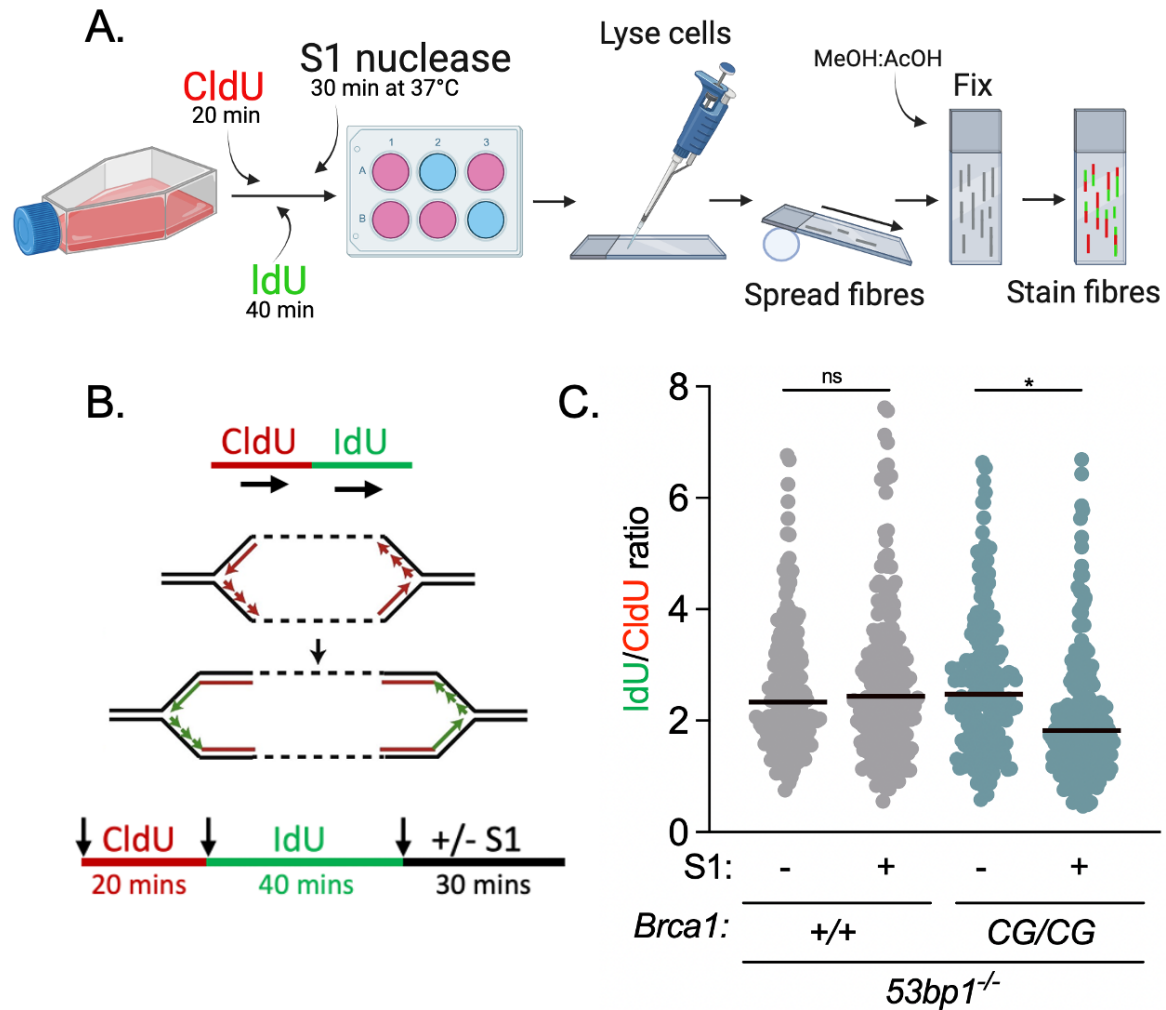 A.
CldU
20 min
S1 nuclease
30 min at 37°C
IdU
40 min
1 2 3
A
B
Lyse cells
Spread fibres
MeOH:AcOH
Fix
Stain fibres
B.
CldU IdU
CldU IdU +/- S1
20 mins 40 mins 30 mins
C.
IdU/CldU ratio
8
6
4
2
0
ns
*
S1: - + - +
Brca1: +/+ CG/CG
53bp1-/-